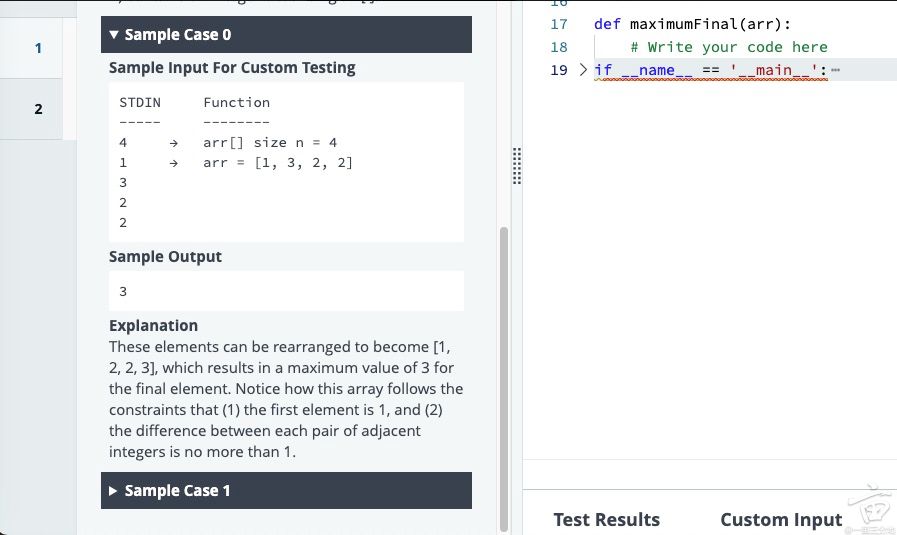 1
2
Sample Case 0
Sample Input For Custom Testing
STDIN Function
----- --------
4 → arr[] size n = 4
1 → arr = [1, 3, 2, 2]
3
2
2
Sample Output
3
Explanation
These elements can be rearranged to become [1,
2, 2, 3], which results in a maximum value of 3 for
the final element. Notice how this array follows the
constraints that (1) the first element is 1, and (2)
the difference between each pair of adjacent
integers is no more than 1.
Sample Case 1
16
17 def maximumFinal(arr):
18 # Write your code here
19 if __name__ == '__main__':
Test Results Custom Input